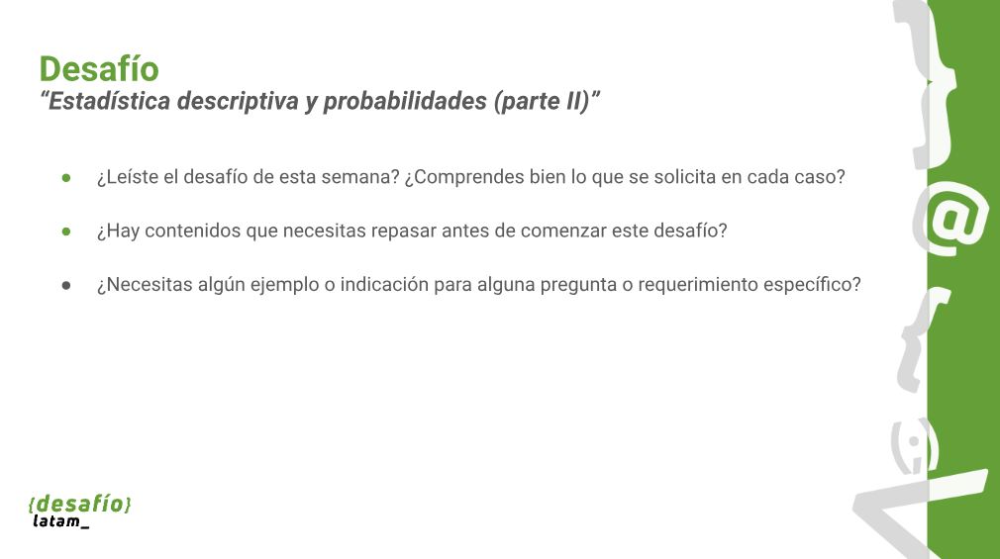 Desafío
“Estadística descriptiva y probabilidades (parte II)”
● ¿Leíste el desafío de esta semana? ¿Comprendes bien lo que se solicita en cada caso?
● ¿Hay contenidos que necesitas repasar antes de comenzar este desafío?
● ¿Necesitas algún ejemplo o indicación para alguna pregunta o requerimiento específico?
{desafío}
latam_